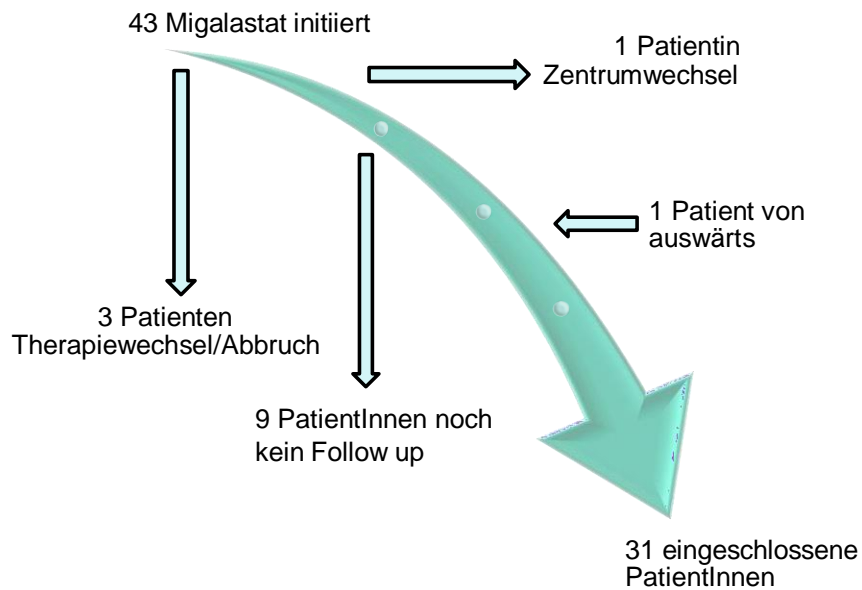 43 Migalastat initiiert
1 Patientin
Zentrumwechsel
1 Patient von
auswärts
3 Patienten
Therapiewechsel/Abbruch
9 PatientInnen noch
kein Follow up
31 eingeschlossene
PatientInnen